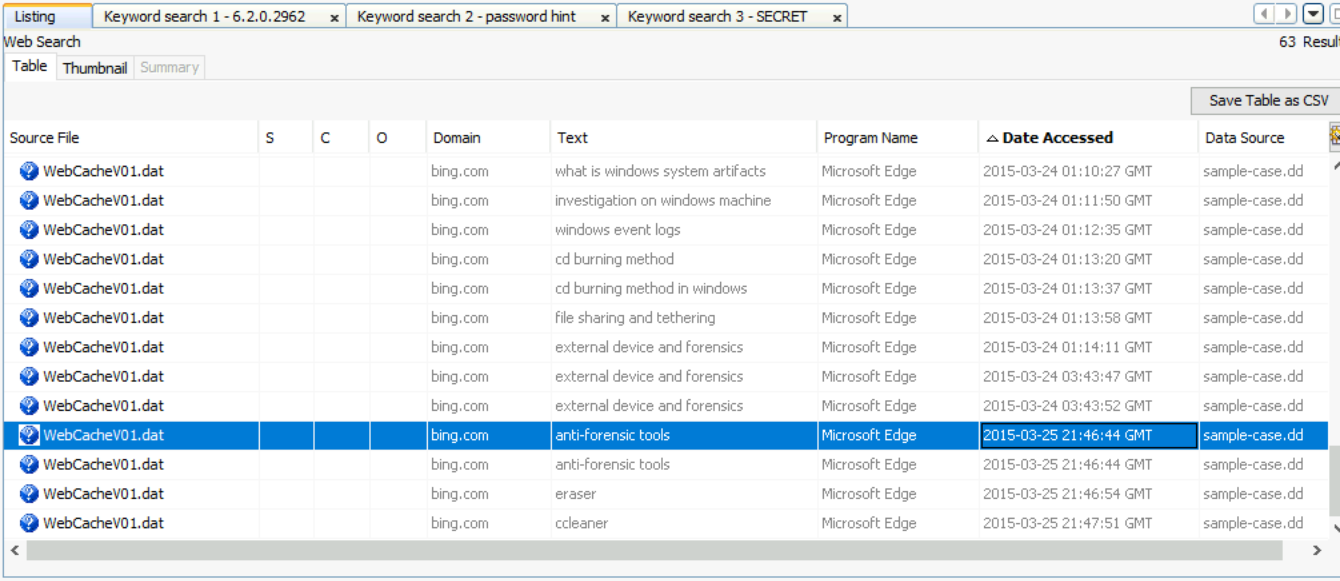 Listing Keyword search 1 - 6.2.0.2962 x Keyword search 2 - password hint x Keyword search 3 - SECRET x
Web Search 63 Result
Table Thumbnail Summary
Save Table as CSV
Source File S C O Domain Text Program Name Date Accessed Data Source
WebCacheV01.dat bing.com what is windows system artifacts Microsoft Edge 2015-03-24 01:10:27 GMT sample-case.dd
WebCacheV01.dat bing.com investigation on windows machine Microsoft Edge 2015-03-24 01:11:50 GMT sample-case.dd
WebCacheV01.dat bing.com windows event logs Microsoft Edge 2015-03-24 01:12:35 GMT sample-case.dd
WebCacheV01.dat bing.com cd burning method Microsoft Edge 2015-03-24 01:13:20 GMT sample-case.dd
WebCacheV01.dat bing.com cd burning method in windows Microsoft Edge 2015-03-24 01:13:37 GMT sample-case.dd
WebCacheV01.dat bing.com file sharing and tethering Microsoft Edge 2015-03-24 01:13:58 GMT sample-case.dd
WebCacheV01.dat bing.com external device and forensics Microsoft Edge 2015-03-24 01:14:11 GMT sample-case.dd
WebCacheV01.dat bing.com external device and forensics Microsoft Edge 2015-03-24 03:43:47 GMT sample-case.dd
WebCacheV01.dat bing.com external device and forensics Microsoft Edge 2015-03-24 03:43:52 GMT sample-case.dd
WebCacheV01.dat bing.com anti-forensic tools Microsoft Edge 2015-03-25 21:46:44 GMT sample-case.dd
WebCacheV01.dat bing.com anti-forensic tools Microsoft Edge 2015-03-25 21:46:44 GMT sample-case.dd
WebCacheV01.dat bing.com eraser Microsoft Edge 2015-03-25 21:46:54 GMT sample-case.dd
WebCacheV01.dat bing.com ccleaner Microsoft Edge 2015-03-25 21:47:51 GMT sample-case.dd